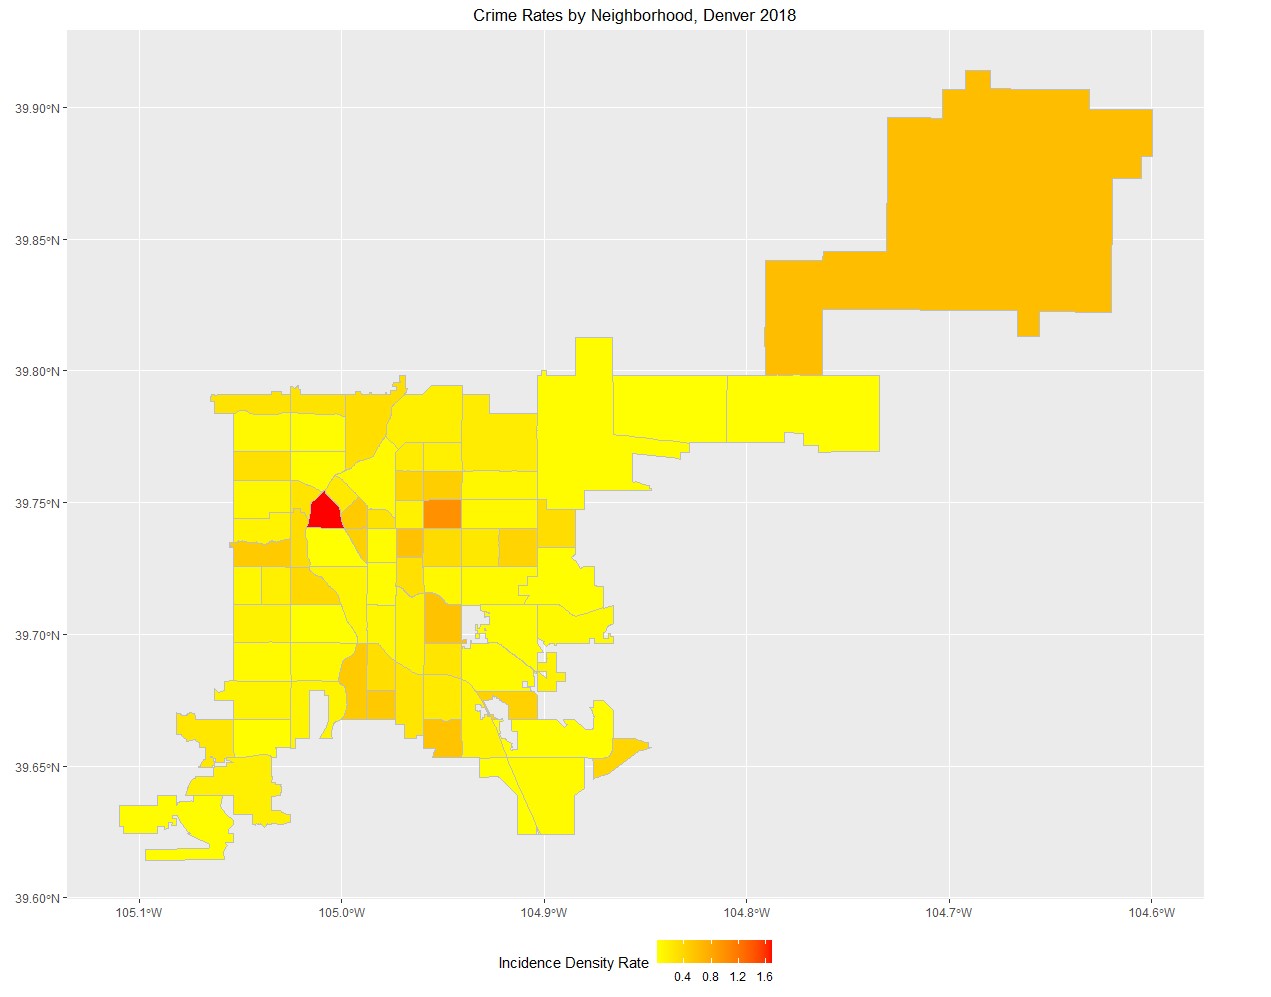 Crime Rates by Neighborhood, Denver 2018
39.90°N
39.85°N
39.80°N
39.75°N
39.70°N
39.65°N
39.60°N
105.1°W 105.0°W 104.9°W 104.8°W 104.7°W 104.6°W
Incidence Density Rate
0.4 0.8 1.2 1.6